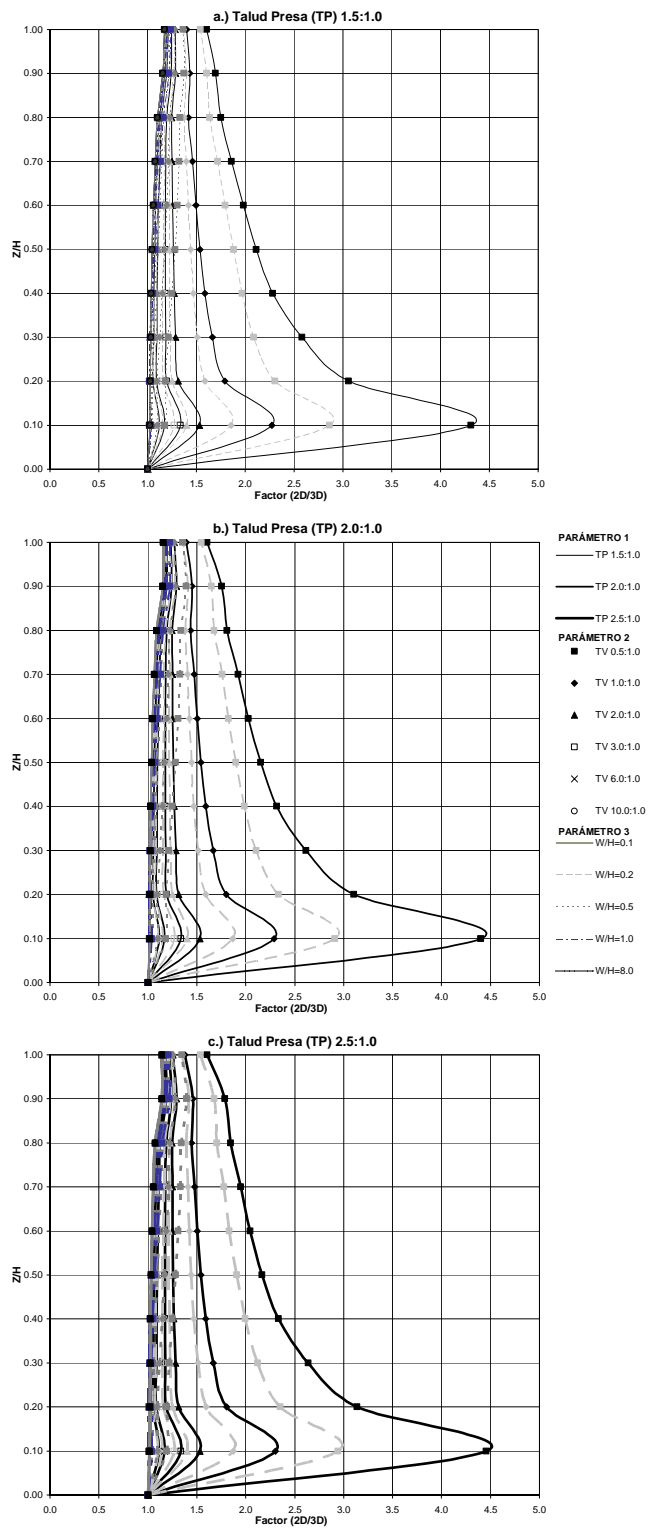 a.) Talud Presa (TP) 1.5:1.0
1.00
0.90
0.80
0.70
0.60
0.50
0.40
0.30
0.20
0.10
0.00
Z/H
0.0 0.5 1.0 1.5 2.0 2.5 3.0 3.5 4.0 4.5 5.0
Factor (2D/3D)
b.) Talud Presa (TP) 2.0:1.0
1.00
0.90
0.80
0.70
0.60
0.50
0.40
0.30
0.20
0.10
0.00
Z/H
0.0 0.5 1.0 1.5 2.0 2.5 3.0 3.5 4.0 4.5 5.0
Factor (2D/3D)
PARÁMETRO 1
TP 1.5:1.0
TP 2.0:1.0
TP 2.5:1.0
PARÁMETRO 2
TV 0.5:1.0
TV 1.0:1.0
TV 2.0:1.0
TV 3.0:1.0
TV 6.0:1.0
TV 10.0:1.0
PARÁMETRO 3
W/H=0.1
W/H=0.2
W/H=0.5
W/H=1.0
W/H=8.0
c.) Talud Presa (TP) 2.5:1.0
1.00
0.90
0.80
0.70
0.60
0.50
0.40
0.30
0.20
0.10
0.00
Z/H
0.0 0.5 1.0 1.5 2.0 2.5 3.0 3.5 4.0 4.5 5.0
Factor (2D/3D)